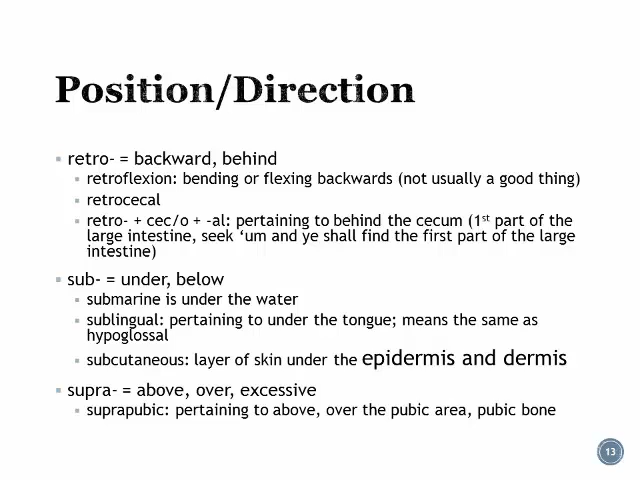 Position/Direction
▪ retro- = backward, behind
▪ retroflexion: bending or flexing backwards (not usually a good thing)
▪ retrocecal
▪ retro- + cec/o + -al: pertaining to behind the cecum (1st part of the
large intestine, seek ‘um and ye shall find the first part of the large
intestine)
▪ sub- = under, below
▪ submarine is under the water
▪ sublingual: pertaining to under the tongue; means the same as
hypoglossal
▪ subcutaneous: layer of skin under the epidermis and dermis
▪ supra- = above, over, excessive
▪ suprapubic: pertaining to above, over the pubic area, pubic bone
13